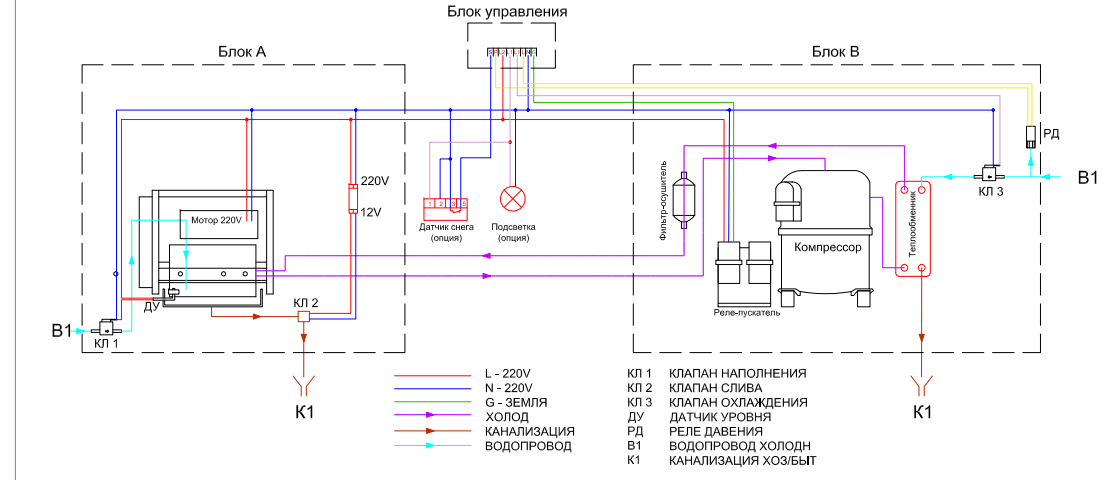 Блок управления
Блок А
Блок В
РД
220V
12V
В1
КЛ 3
Мотор 220V
1 2 3 5
Датчик снега
(опция)
Подсветка
(опция)
Фильтр-осушитель
Компрессор
Теплообменник
ДУ
КЛ 2
Реле-пускатель
В1
КЛ 1
К1
К1
L - 220V
N - 220V
G - ЗЕМЛЯ
ХОЛОД
КАНАЛИЗАЦИЯ
ВОДОПРОВОД
КЛ 1 КЛАПАН НАПОЛНЕНИЯ
КЛ 2 КЛАПАН СЛИВА
КЛ 3 КЛАПАН ОХЛАЖДЕНИЯ
ДУ ДАТЧИК УРОВНЯ
РД РЕЛЕ ДАВЕНИЯ
В1 ВОДОПРОВОД ХОЛОДН
К1 КАНАЛИЗАЦИЯ ХОЗ/БЫТ